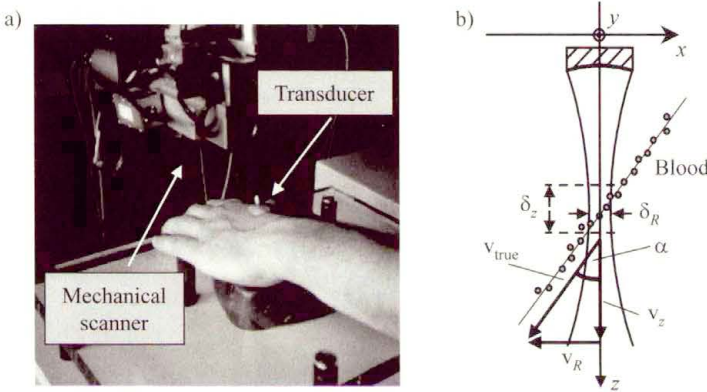 a)
Transducer
Mechanical
scanner
b)
y
x
Blood
δz
δR
vtrue
α
vz
vR
z